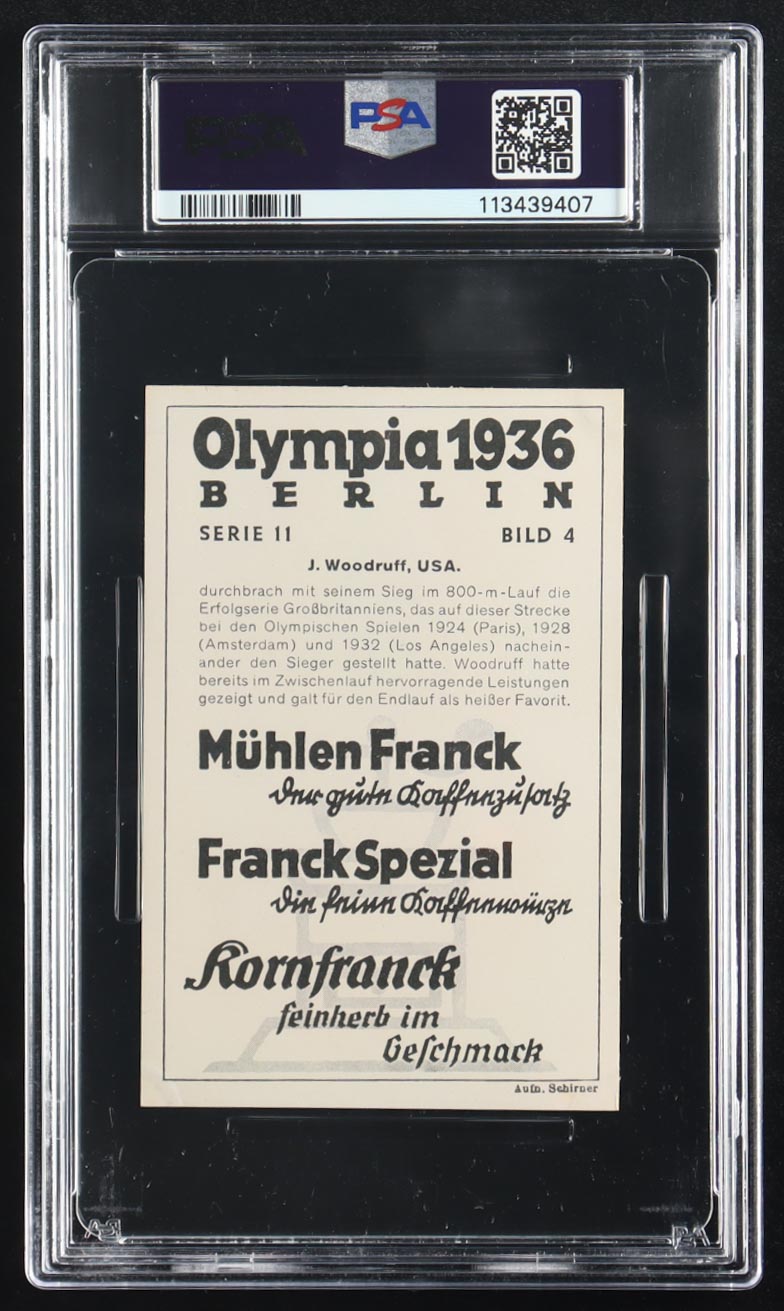 PSA
PSA
113439407
Olympia 1936
BERLIN
SERIE 11 BILD 4
J. Woodruff, USA.
durchbrach mit seinem Sieg im 800-m-Lauf die
Erfolgserie Großbritanniens, das auf dieser Strecke
bei den Olympischen Spielen 1924 (Paris), 1928
(Amsterdam) und 1932 (Los Angeles) nachein-
ander den Sieger gestellt hatte. Woodruff hatte
bereits im Zwischenlauf hervorragende Leistungen
gezeigt und galt für den Endlauf als heißer Favorit.
Mühlen Franck
der gute Kaffeezusatz
Franck Spezial
die feine Kaffeewürze
Kornfranck
feinherb im
Geschmack
Aufn. Schirner
PSA
PSA